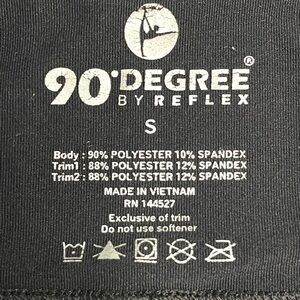 90°DEGREE®
BY REFLEX
S
Body : 90% POLYESTER 10% SPANDEX
Trim1 : 88% POLYESTER 12% SPANDEX
Trim2 : 88% POLYESTER 12% SPANDEX
MADE IN VIETNAM
RN 144527
Exclusive of trim
Do not use softener